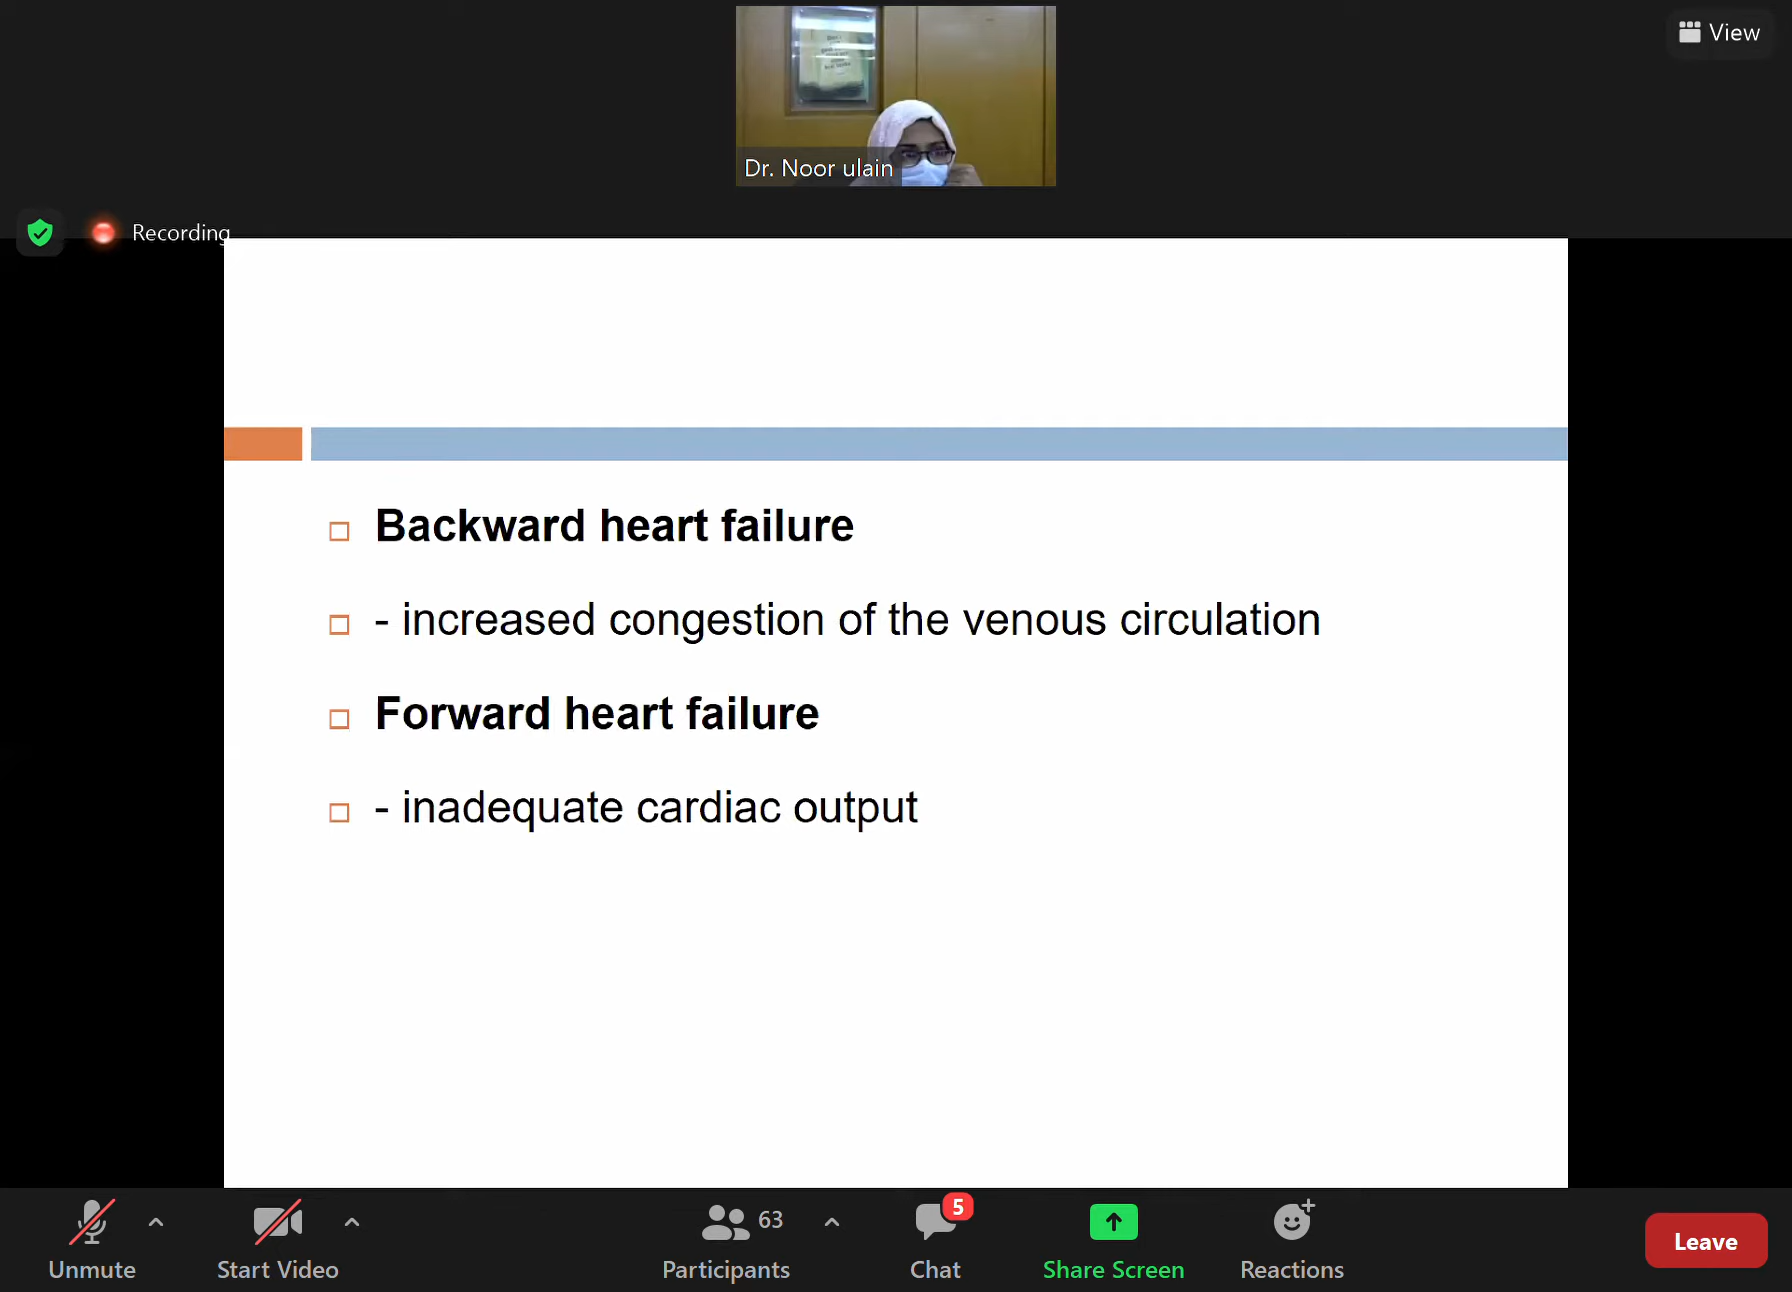 View
Dr. Noor ulain
Recording
Backward heart failure
- increased congestion of the venous circulation
Forward heart failure
- inadequate cardiac output
Unmute
Start Video
63
Participants
5
Chat
Share Screen
Reactions
Leave